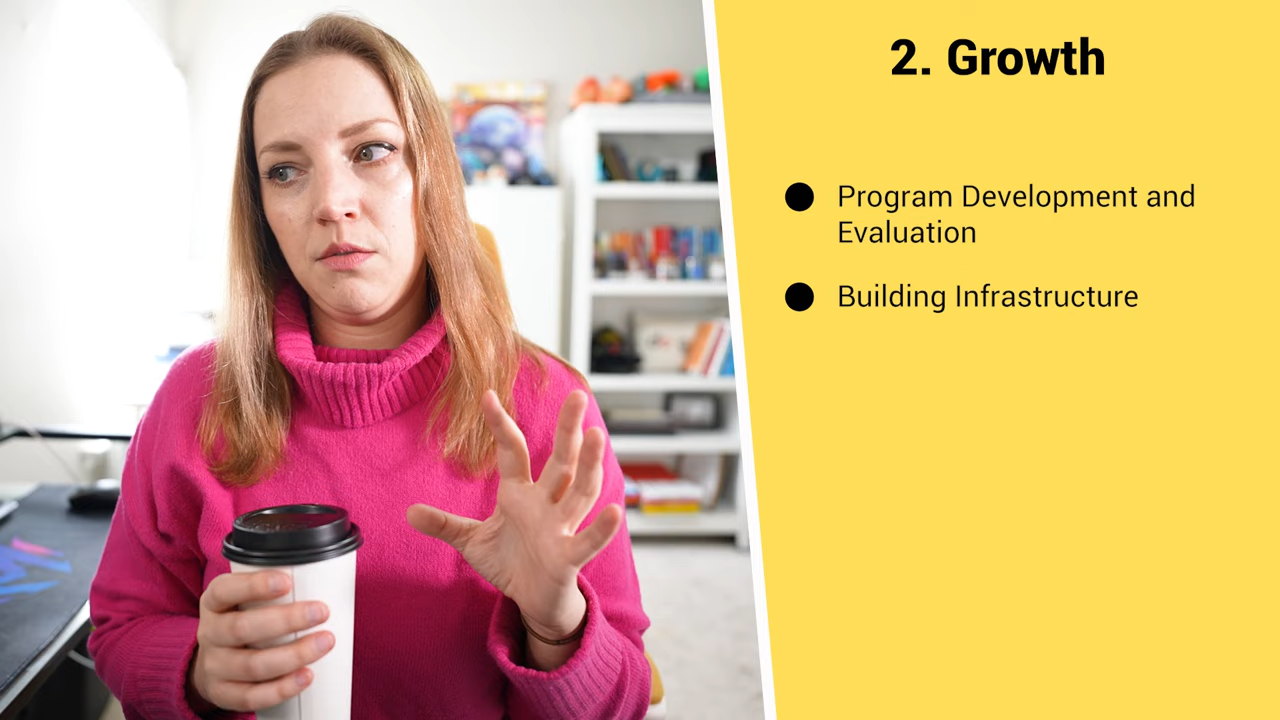 2. Growth
Program Development and
Evaluation
Building Infrastructure